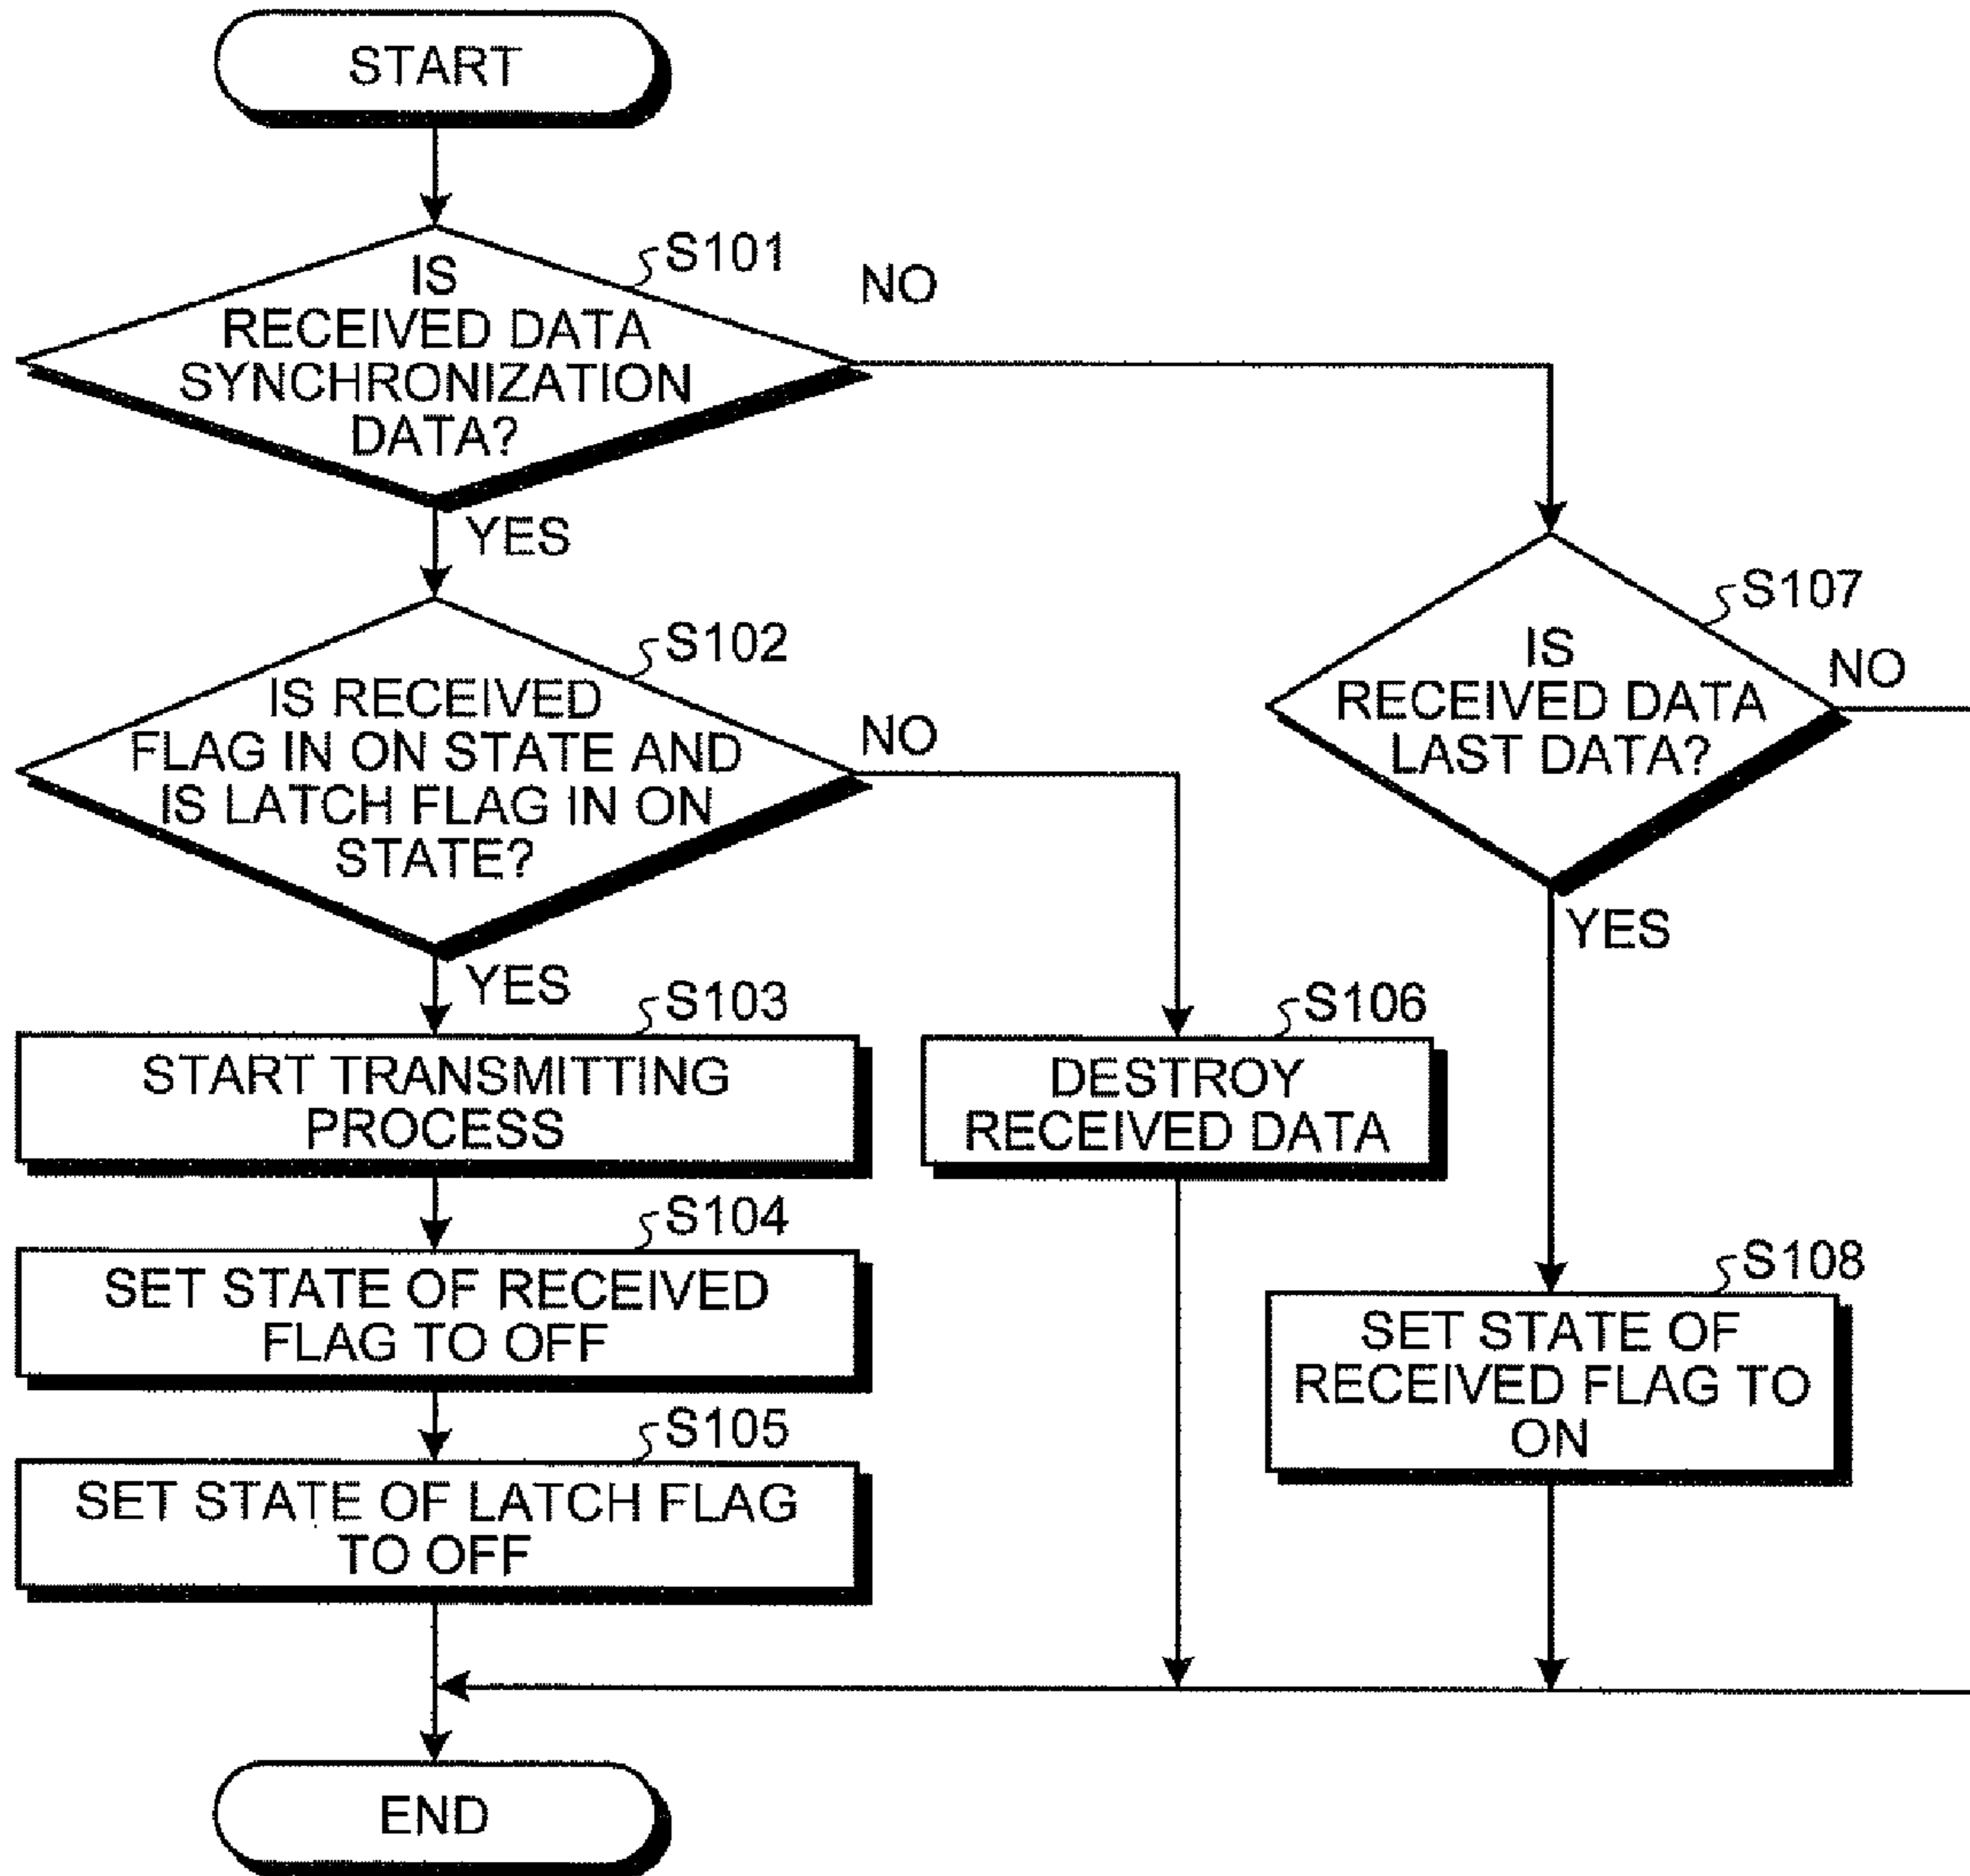 START
S101
IS
RECEIVED DATA
SYNCHRONIZATION
DATA?
NO
YES
S102
IS RECEIVED
FLAG IN ON STATE AND
IS LATCH FLAG IN ON
STATE?
NO
YES
S107
IS
RECEIVED DATA
LAST DATA?
NO
YES
S103
START TRANSMITTING
PROCESS
S106
DESTROY
RECEIVED DATA
S104
SET STATE OF RECEIVED
FLAG TO OFF
S108
SET STATE OF
RECEIVED FLAG TO
ON
S105
SET STATE OF LATCH FLAG
TO OFF
END